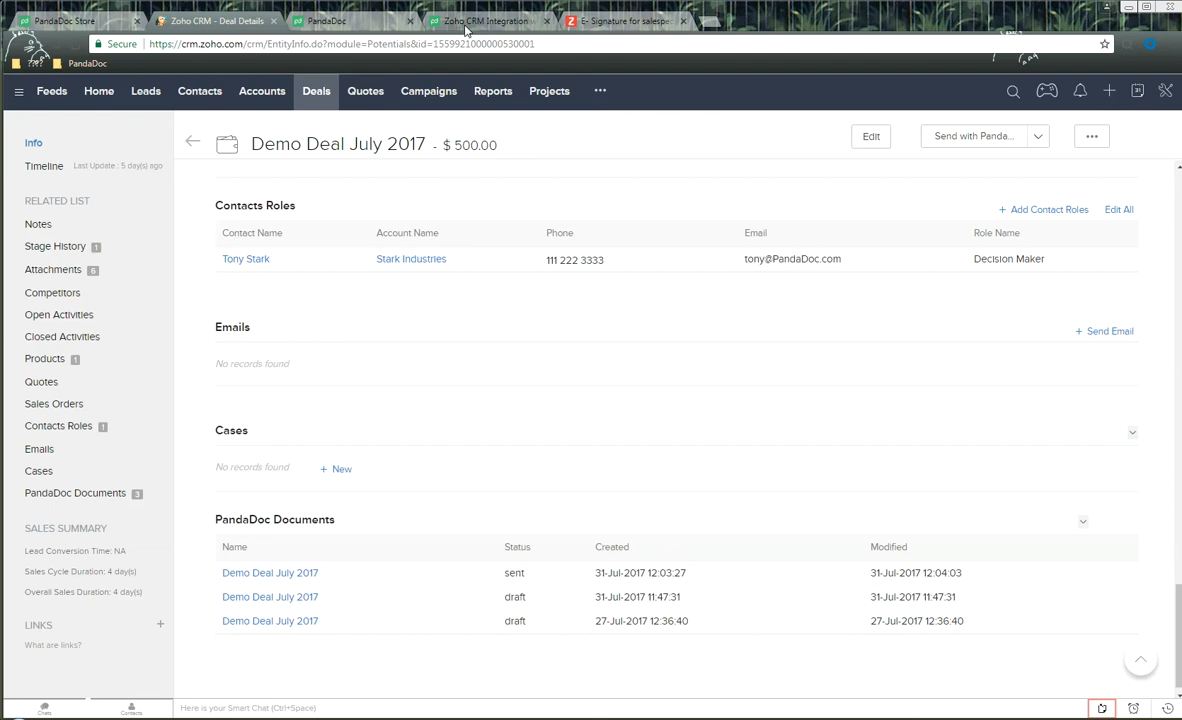 PandaDoc Store
Zoho CRM - Deal Details
PandaDoc
Zoho CRM Integration w
E- Signature for salespe
Secure https://crm.zoho.com/crm/EntityInfo.do?module=Potentials&id=1559921000000530001
???? PandaDoc
Feeds Home Leads Contacts Accounts Deals Quotes Campaigns Reports Projects
31
Info
Timeline Last Update : 5 day(s) ago
RELATED LIST
Notes
Stage History 1
Attachments 6
Competitors
Open Activities
Closed Activities
Products 1
Quotes
Sales Orders
Contacts Roles 1
Emails
Cases
PandaDoc Documents 3
SALES SUMMARY
Lead Conversion Time: NA
Sales Cycle Duration: 4 day(s)
Overall Sales Duration: 4 day(s)
LINKS +
What are links?
Demo Deal July 2017 - $ 500.00
Edit
Send with Panda...
Contacts Roles
+ Add Contact Roles Edit All
Contact Name Account Name Phone Email Role Name
Tony Stark Stark Industries 111 222 3333 tony@PandaDoc.com Decision Maker
Emails
+ Send Email
No records found
Cases
No records found + New
PandaDoc Documents
Name Status Created Modified
Demo Deal July 2017 sent 31-Jul-2017 12:03:27 31-Jul-2017 12:04:03
Demo Deal July 2017 draft 31-Jul-2017 11:47:31 31-Jul-2017 11:47:31
Demo Deal July 2017 draft 27-Jul-2017 12:36:40 27-Jul-2017 12:36:40
Chats Contacts Here is your Smart Chat (Ctrl+Space)